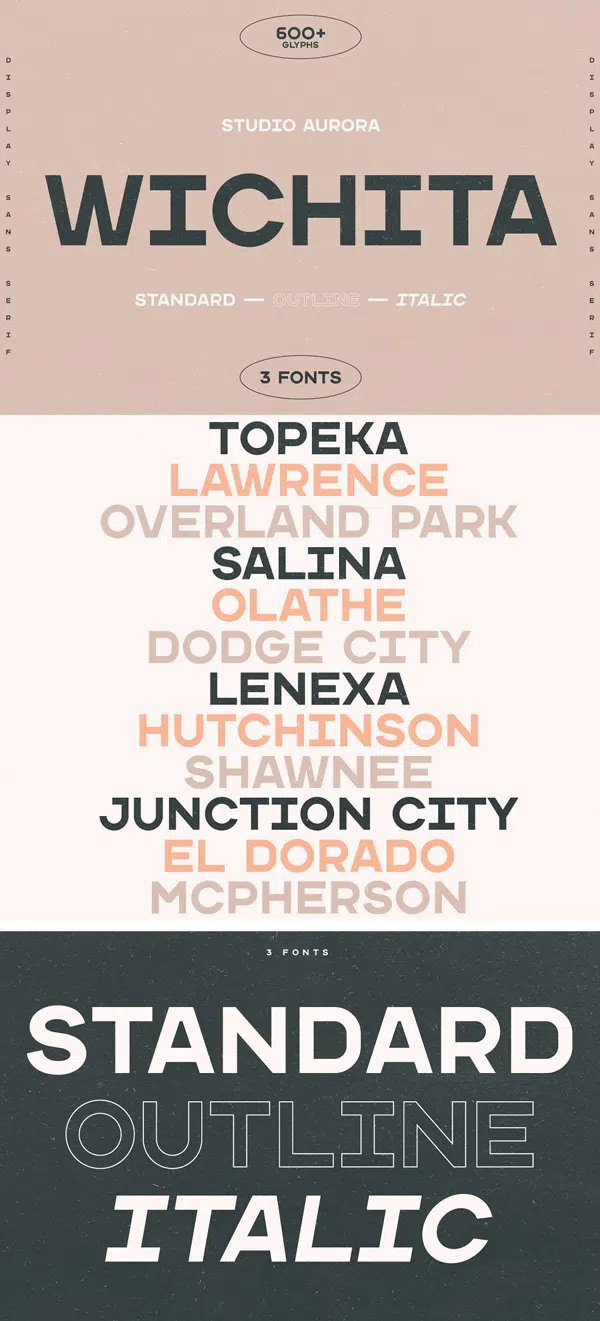 600+
GLYPHS
DISPLAY SANS SERIF
DISPLAY SANS SERIF
STUDIO AURORA
WICHITA
STANDARD — OUTLINE — ITALIC
3 FONTS
TOPEKA
LAWRENCE
OVERLAND PARK
SALINA
OLATHE
DODGE CITY
LENEXA
HUTCHINSON
SHAWNEE
JUNCTION CITY
EL DORADO
MCPHERSON
3 FONTS
STANDARD
OUTLINE
ITALIC